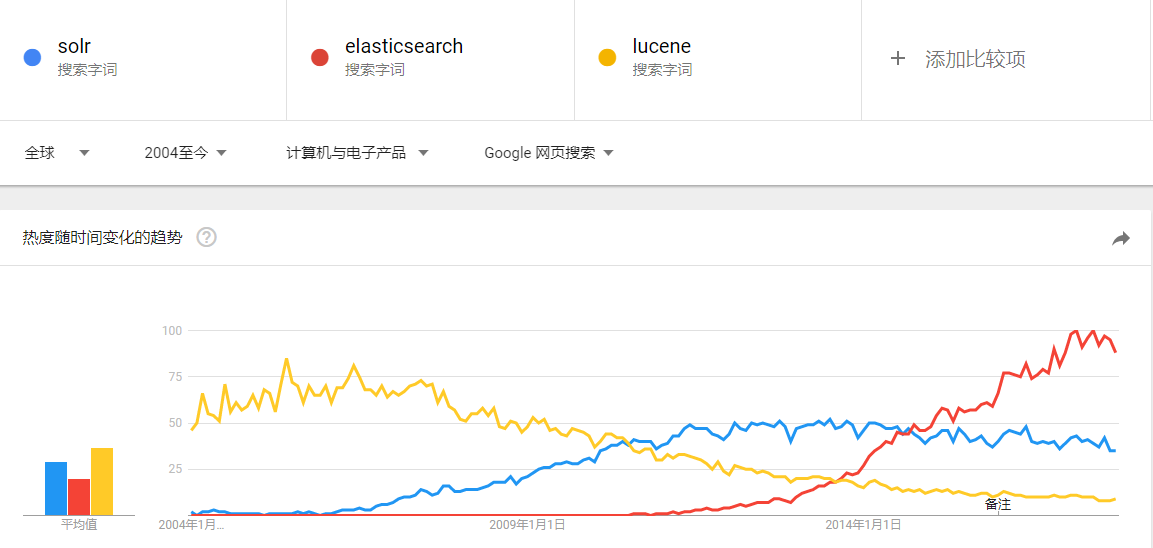 solr
搜索字词
elasticsearch
搜索字词
lucene
搜索字词
+ 添加比较项
全球
2004至今
计算机与电子产品
Google 网页搜索
热度随时间变化的趋势 ?
100
75
50
25
平均值
2004年1月…
2009年1月1日
2014年1月1日
备注